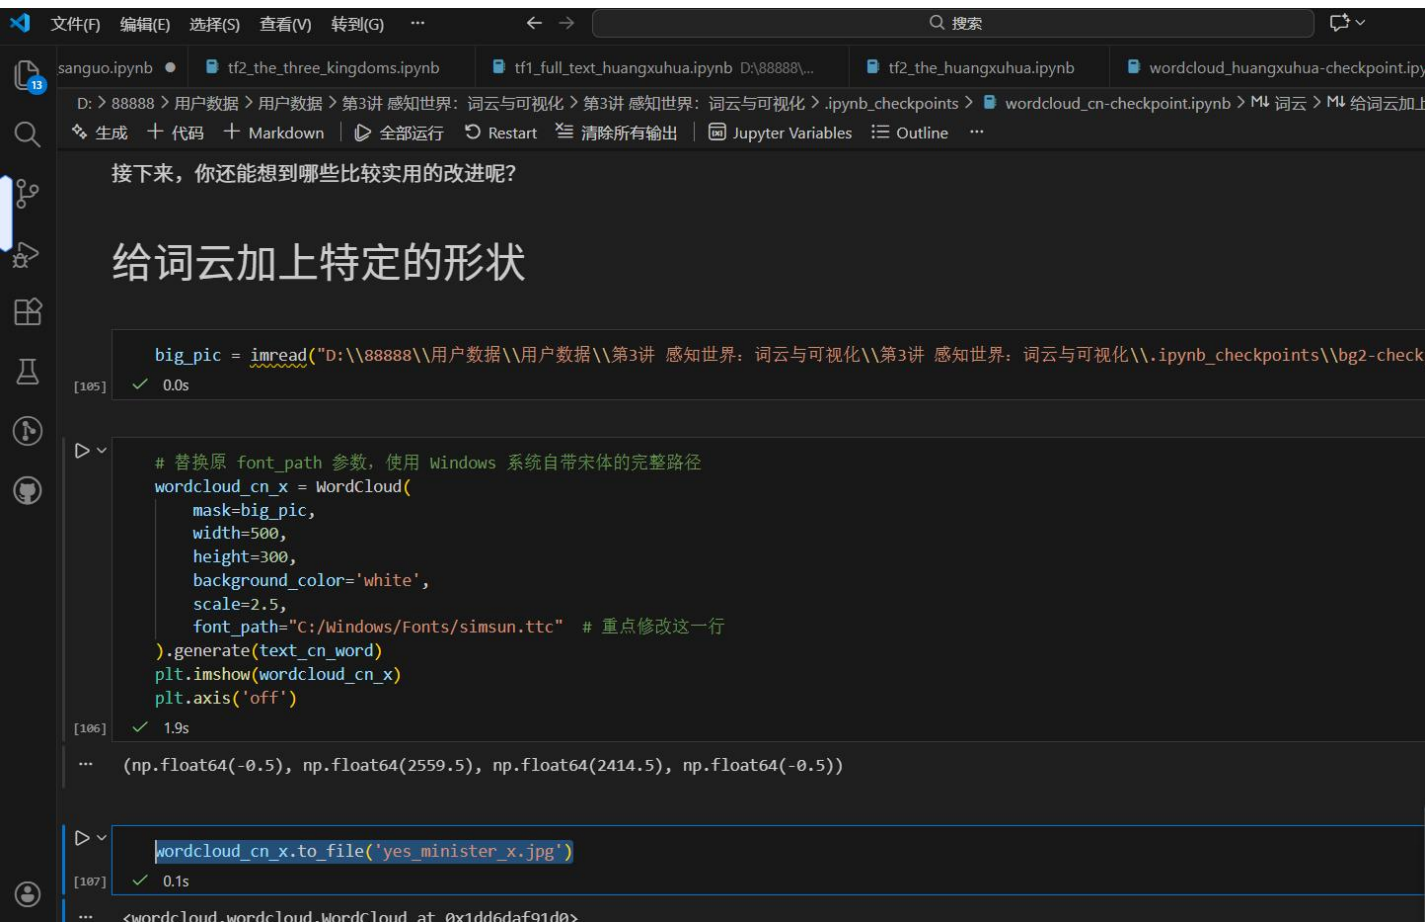 文件(F) 编辑(E) 选择(S) 查看(V) 转到(G) ··· ← → 搜索
13
sanguo.ipynb ● tf2_the_three_kingdoms.ipynb tf1_full_text_huangxuhua.ipynb D:\88888\... tf2_the_huangxuhua.ipynb wordcloud_huangxuhua-checkpoint.ipy
D: > 88888 > 用户数据 > 用户数据 > 第3讲 感知世界：词云与可视化 > 第3讲 感知世界：词云与可视化 > .ipynb_checkpoints > wordcloud_cn-checkpoint.ipynb > M↓ 词云 > M↓ 给词云加上
生成 + 代码 + Markdown | 全部运行 Restart 清除所有输出 | Jupyter Variables Outline ···
接下来，你还能想到哪些比较实用的改进呢？
给词云加上特定的形状
big_pic = imread("D:\\88888\\用户数据\\用户数据\\第3讲 感知世界：词云与可视化\\第3讲 感知世界：词云与可视化\\.ipynb_checkpoints\\bg2-check
[105] ✓ 0.0s
# 替换原 font_path 参数，使用 Windows 系统自带宋体的完整路径
wordcloud_cn_x = WordCloud(
mask=big_pic,
width=500,
height=300,
background_color='white',
scale=2.5,
font_path="C:/Windows/Fonts/simsun.ttc" # 重点修改这一行
).generate(text_cn_word)
plt.imshow(wordcloud_cn_x)
plt.axis('off')
[106] ✓ 1.9s
··· (np.float64(-0.5), np.float64(2559.5), np.float64(2414.5), np.float64(-0.5))
wordcloud_cn_x.to_file('yes_minister_x.jpg')
[107] ✓ 0.1s
··· <wordcloud.wordcloud.WordCloud at 0x1dd6daf91d0>